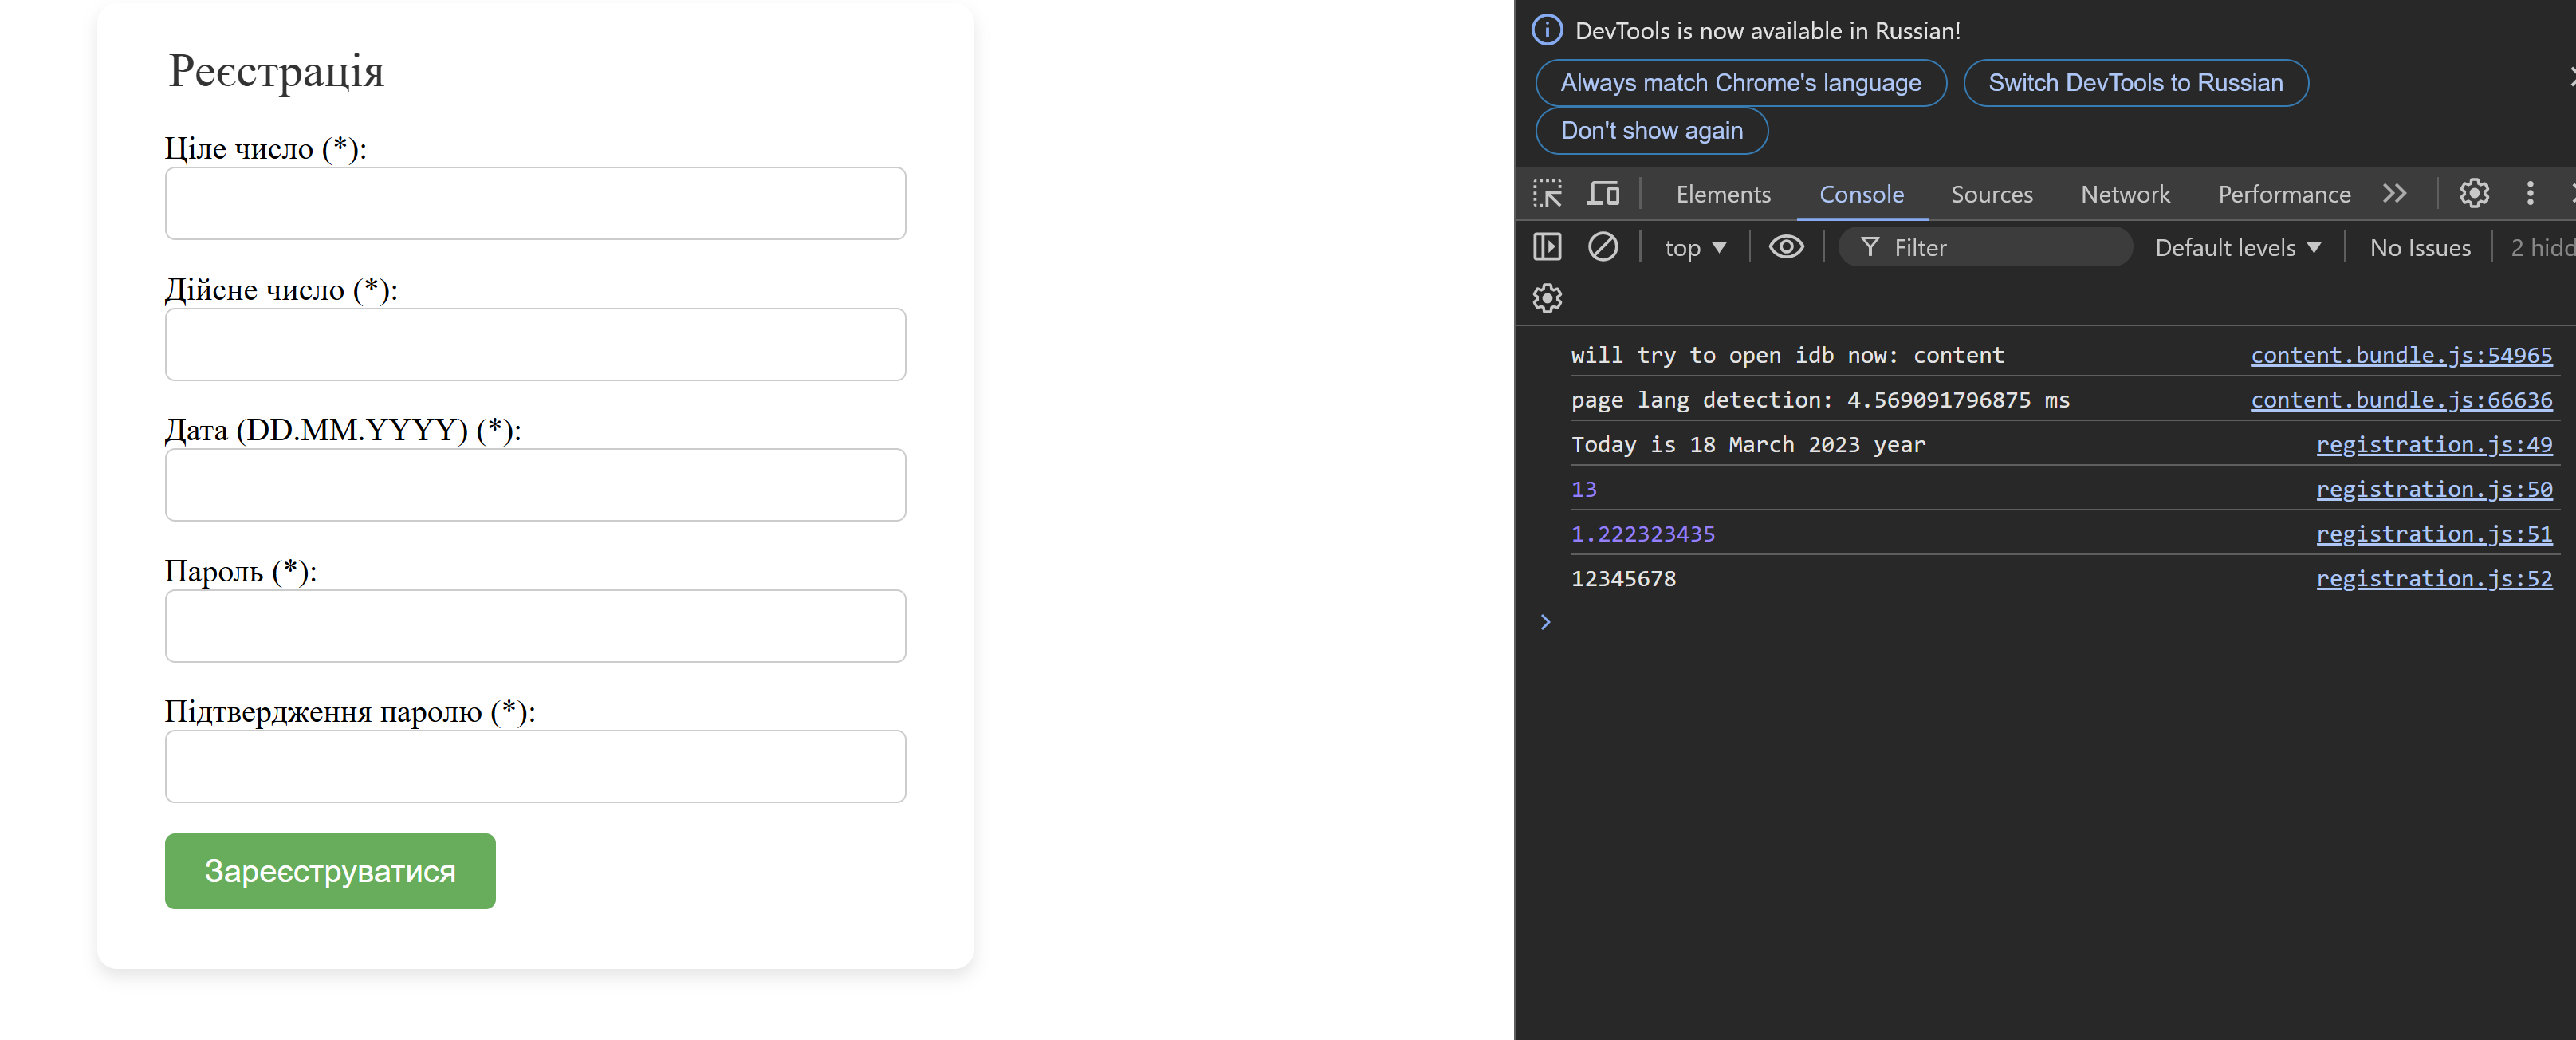 Реєстрація
Ціле число (*):
Дійсне число (*):
Дата (DD.MM.YYYY) (*):
Пароль (*):
Підтвердження паролю (*):
Зареєструватися
DevTools is now available in Russian!
Always match Chrome's language Switch DevTools to Russian
Don't show again
Elements Console Sources Network Performance
top Filter Default levels No Issues 2 hidd
will try to open idb now: content content.bundle.js:54965
page lang detection: 4.569091796875 ms content.bundle.js:66636
Today is 18 March 2023 year registration.js:49
13 registration.js:50
1.222323435 registration.js:51
12345678 registration.js:52